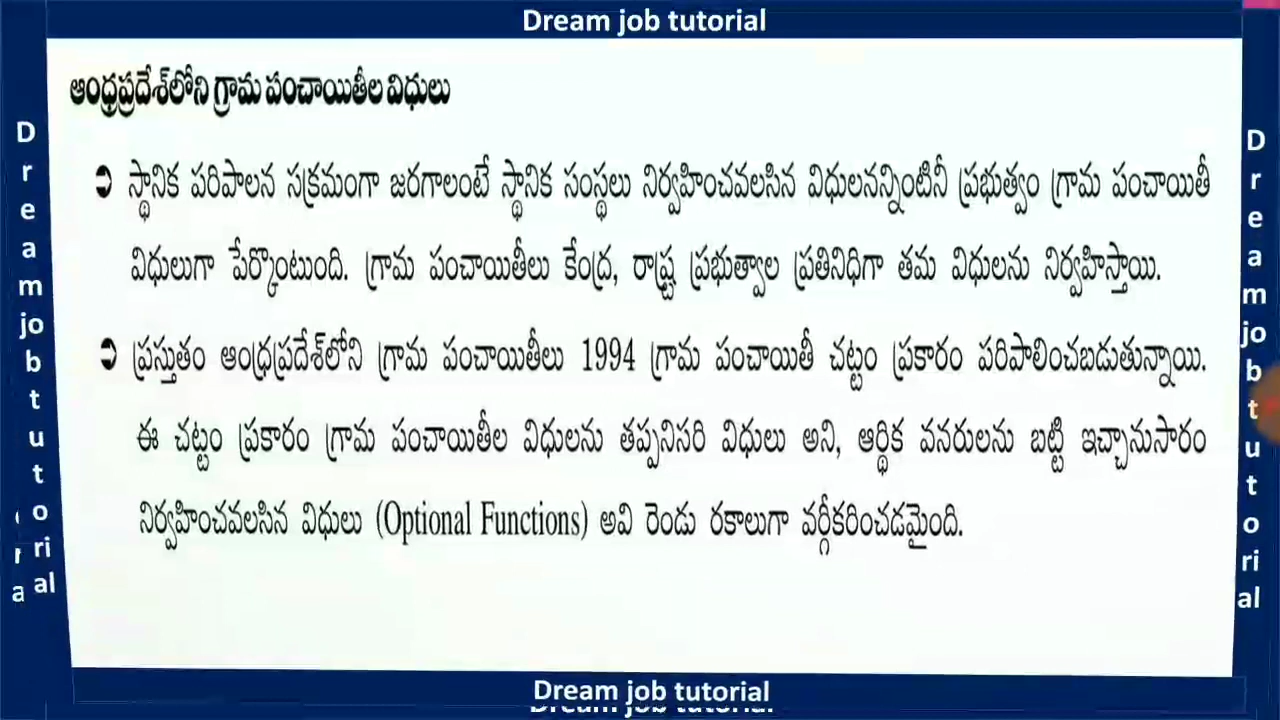 Dream job tutorial
ఆంధ్రప్రదేశ్‌లోని గ్రామ పంచాయితీల విధులు
➲ స్థానిక పరిపాలన సక్రమంగా జరగాలంటే స్థానిక సంస్థలు నిర్వహించవలసిన విధులనన్నింటినీ ప్రభుత్వం గ్రామ పంచాయితీ
విధులుగా పేర్కొంటుంది. గ్రామ పంచాయితీలు కేంద్ర, రాష్ట్ర ప్రభుత్వాల ప్రతినిధిగా తమ విధులను నిర్వహిస్తాయి.
➲ ప్రస్తుతం ఆంధ్రప్రదేశ్‌లోని గ్రామ పంచాయితీలు 1994 గ్రామ పంచాయితీ చట్టం ప్రకారం పరిపాలించబడుతున్నాయి.
ఈ చట్టం ప్రకారం గ్రామ పంచాయితీల విధులను తప్పనిసరి విధులు అని, ఆర్థిక వనరులను బట్టి ఇచ్చానుసారం
నిర్వహించవలసిన విధులు (Optional Functions) అవి రెండు రకాలుగా వర్గీకరించడమైంది.
Dream job tutorial
Dream job tutorial
Dream job tutorial
Dream job tutorial